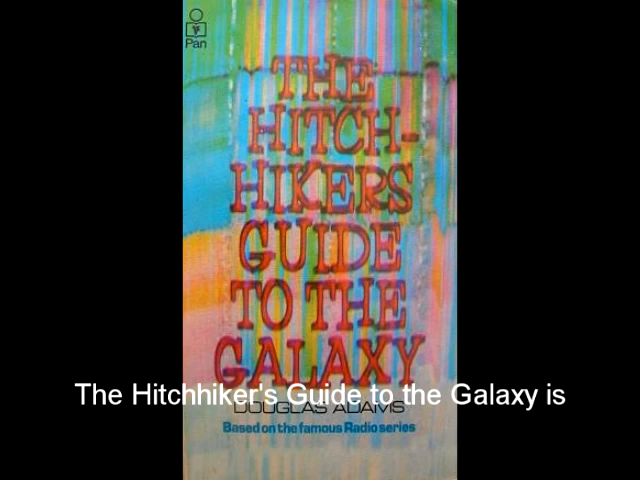 Pan
THE
HITCH-
HIKERS
GUIDE
TO THE
GALAXY
The Hitchhiker's Guide to the Galaxy is
DOUGLAS ADAMS
Based on the famous Radio series